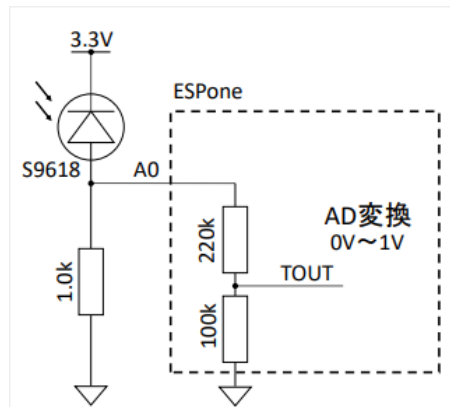 3.3V
ESPone
S9618
A0
AD変換
0V～1V
220k
TOUT
1.0k
100k